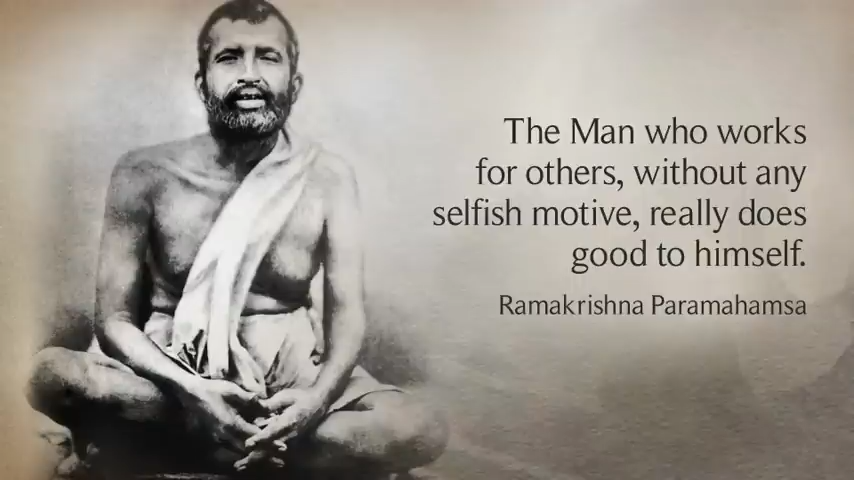 The Man who works
for others, without any
selfish motive, really does
good to himself.
Ramakrishna Paramahamsa